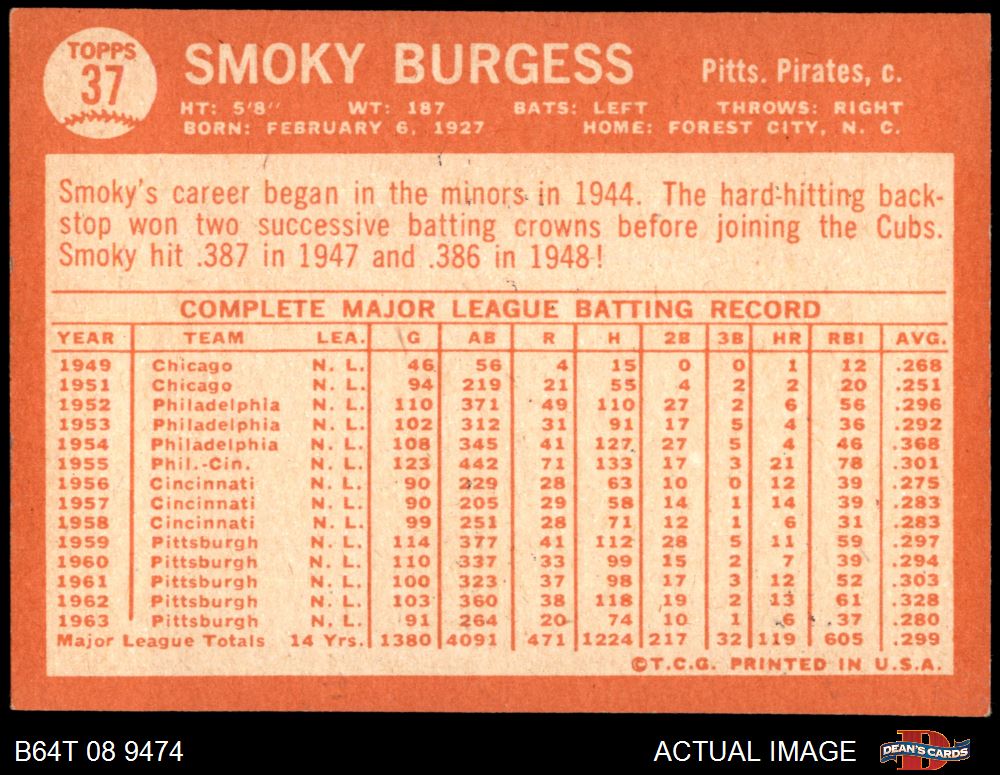 TOPPS
37
SMOKY BURGESS
Pitts. Pirates, c.
HT: 5'8" WT: 187 BATS: LEFT THROWS: RIGHT
BORN: FEBRUARY 6, 1927 HOME: FOREST CITY, N. C.
Smoky's career began in the minors in 1944. The hard-hitting back-
stop won two successive batting crowns before joining the Cubs.
Smoky hit .387 in 1947 and .386 in 1948!
COMPLETE MAJOR LEAGUE BATTING RECORD
YEAR TEAM LEA. G AB R H 2B 3B HR RBI AVG.
1949 Chicago N. L. 46 56 4 15 0 0 1 12 .268
1951 Chicago N. L. 94 219 21 55 4 2 2 20 .251
1952 Philadelphia N. L. 110 371 49 110 27 2 6 56 .296
1953 Philadelphia N. L. 102 312 31 91 17 5 4 36 .292
1954 Philadelphia N. L. 108 345 41 127 27 5 4 46 .368
1955 Phil.-Cin. N. L. 123 442 71 133 17 3 21 78 .301
1956 Cincinnati N. L. 90 229 28 63 10 0 12 39 .275
1957 Cincinnati N. L. 90 205 29 58 14 1 14 39 .283
1958 Cincinnati N. L. 99 251 28 71 12 1 6 31 .283
1959 Pittsburgh N. L. 114 377 41 112 28 5 11 59 .297
1960 Pittsburgh N. L. 110 337 33 99 15 2 7 39 .294
1961 Pittsburgh N. L. 100 323 37 98 17 3 12 52 .303
1962 Pittsburgh N. L. 103 360 38 118 19 2 13 61 .328
1963 Pittsburgh N. L. 91 264 20 74 10 1 6 37 .280
Major League Totals 14 Yrs. 1380 4091 471 1224 217 32 119 605 .299
©T.C.G. PRINTED IN U.S.A.
B64T 08 9474 ACTUAL IMAGE
DEAN'S CARDS